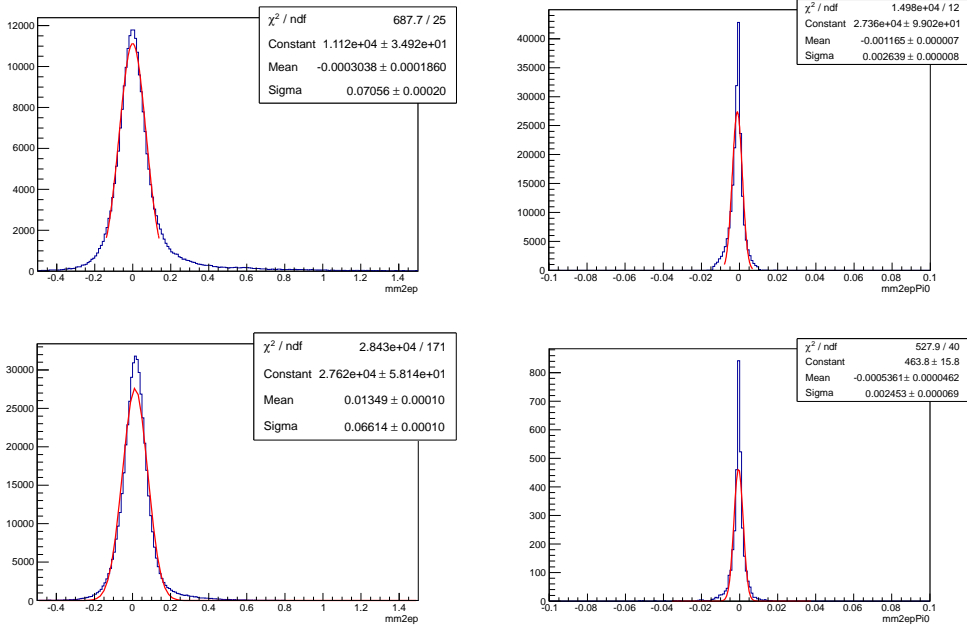 χ² / ndf 687.7 / 25
Constant 1.112e+04 ± 3.492e+01
Mean -0.0003038 ± 0.0001860
Sigma 0.07056 ± 0.00020
12000
10000
8000
6000
4000
2000
0
-0.4 -0.2 0 0.2 0.4 0.6 0.8 1 1.2 1.4
mm2ep
χ² / ndf 1.498e+04 / 12
Constant 2.736e+04 ± 9.902e+01
Mean -0.001165 ± 0.000007
Sigma 0.002639 ± 0.000008
40000
35000
30000
25000
20000
15000
10000
5000
0
-0.1 -0.08 -0.06 -0.04 -0.02 0 0.02 0.04 0.06 0.08 0.1
mm2epPi0
χ² / ndf 2.843e+04 / 171
Constant 2.762e+04 ± 5.814e+01
Mean 0.01349 ± 0.00010
Sigma 0.06614 ± 0.00010
30000
25000
20000
15000
10000
5000
0
-0.4 -0.2 0 0.2 0.4 0.6 0.8 1 1.2 1.4
mm2ep
χ² / ndf 527.9 / 40
Constant 463.8 ± 15.8
Mean -0.0005361 ± 0.0000462
Sigma 0.002453 ± 0.000069
800
700
600
500
400
300
200
100
0
-0.1 -0.08 -0.06 -0.04 -0.02 0 0.02 0.04 0.06 0.08 0.1
mm2epPi0